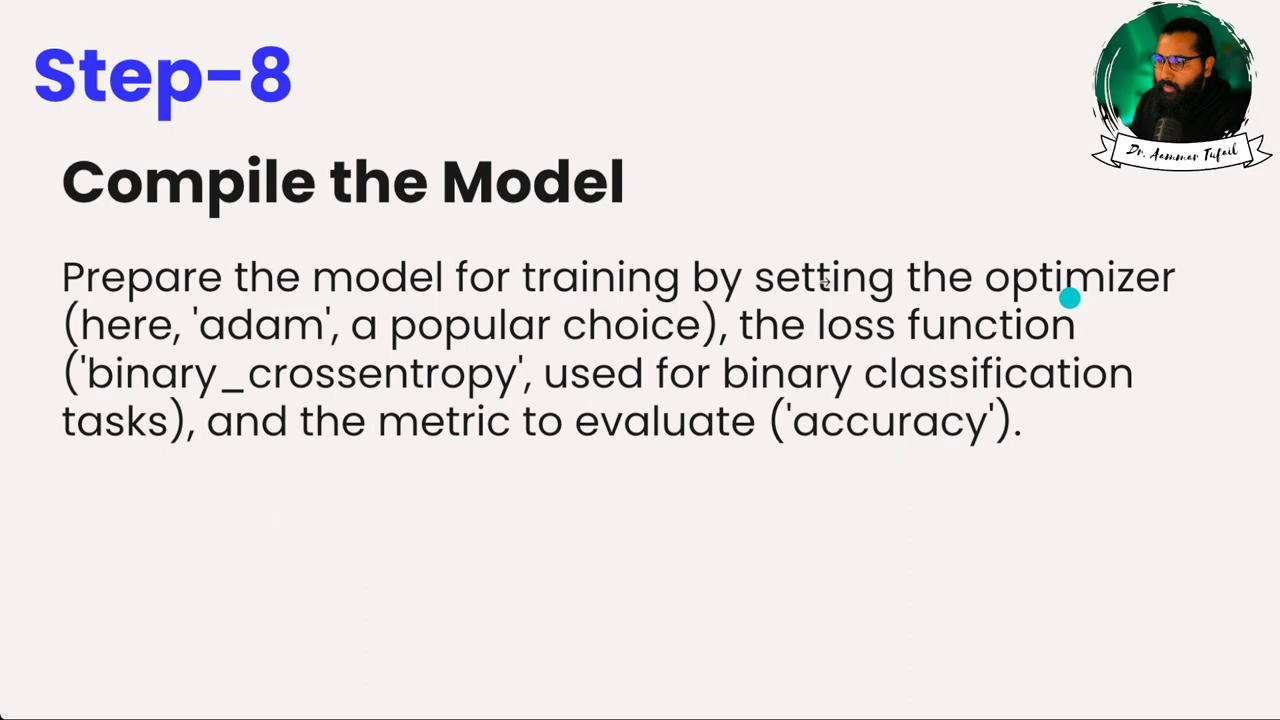 Step-8
Dr. Aammar Tufail
Compile the Model
Prepare the model for training by setting the optimizer
(here, 'adam', a popular choice), the loss function
('binary_crossentropy', used for binary classification
tasks), and the metric to evaluate ('accuracy').